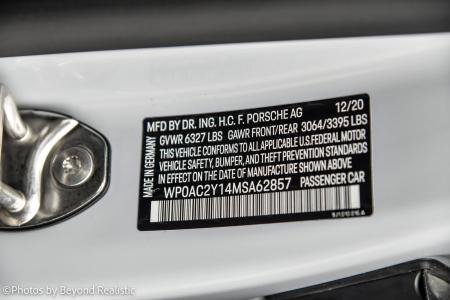 MFD BY DR. ING. H.C. F. PORSCHE AG 12/20
GVWR 6327 LBS GAWR FRONT/REAR 3064/3395 LBS
THIS VEHICLE CONFORMS TO ALL APPLICABLE U.S. FEDERAL MOTOR
VEHICLE SAFETY, BUMPER, AND THEFT PREVENTION STANDARDS
IN EFFECT ON THE DATE OF MANUFACTURE SHOWN ABOVE
WP0AC2Y14MSA62857 PASSENGER CAR
MADE IN GERMANY
©Photos by Beyond Realistic